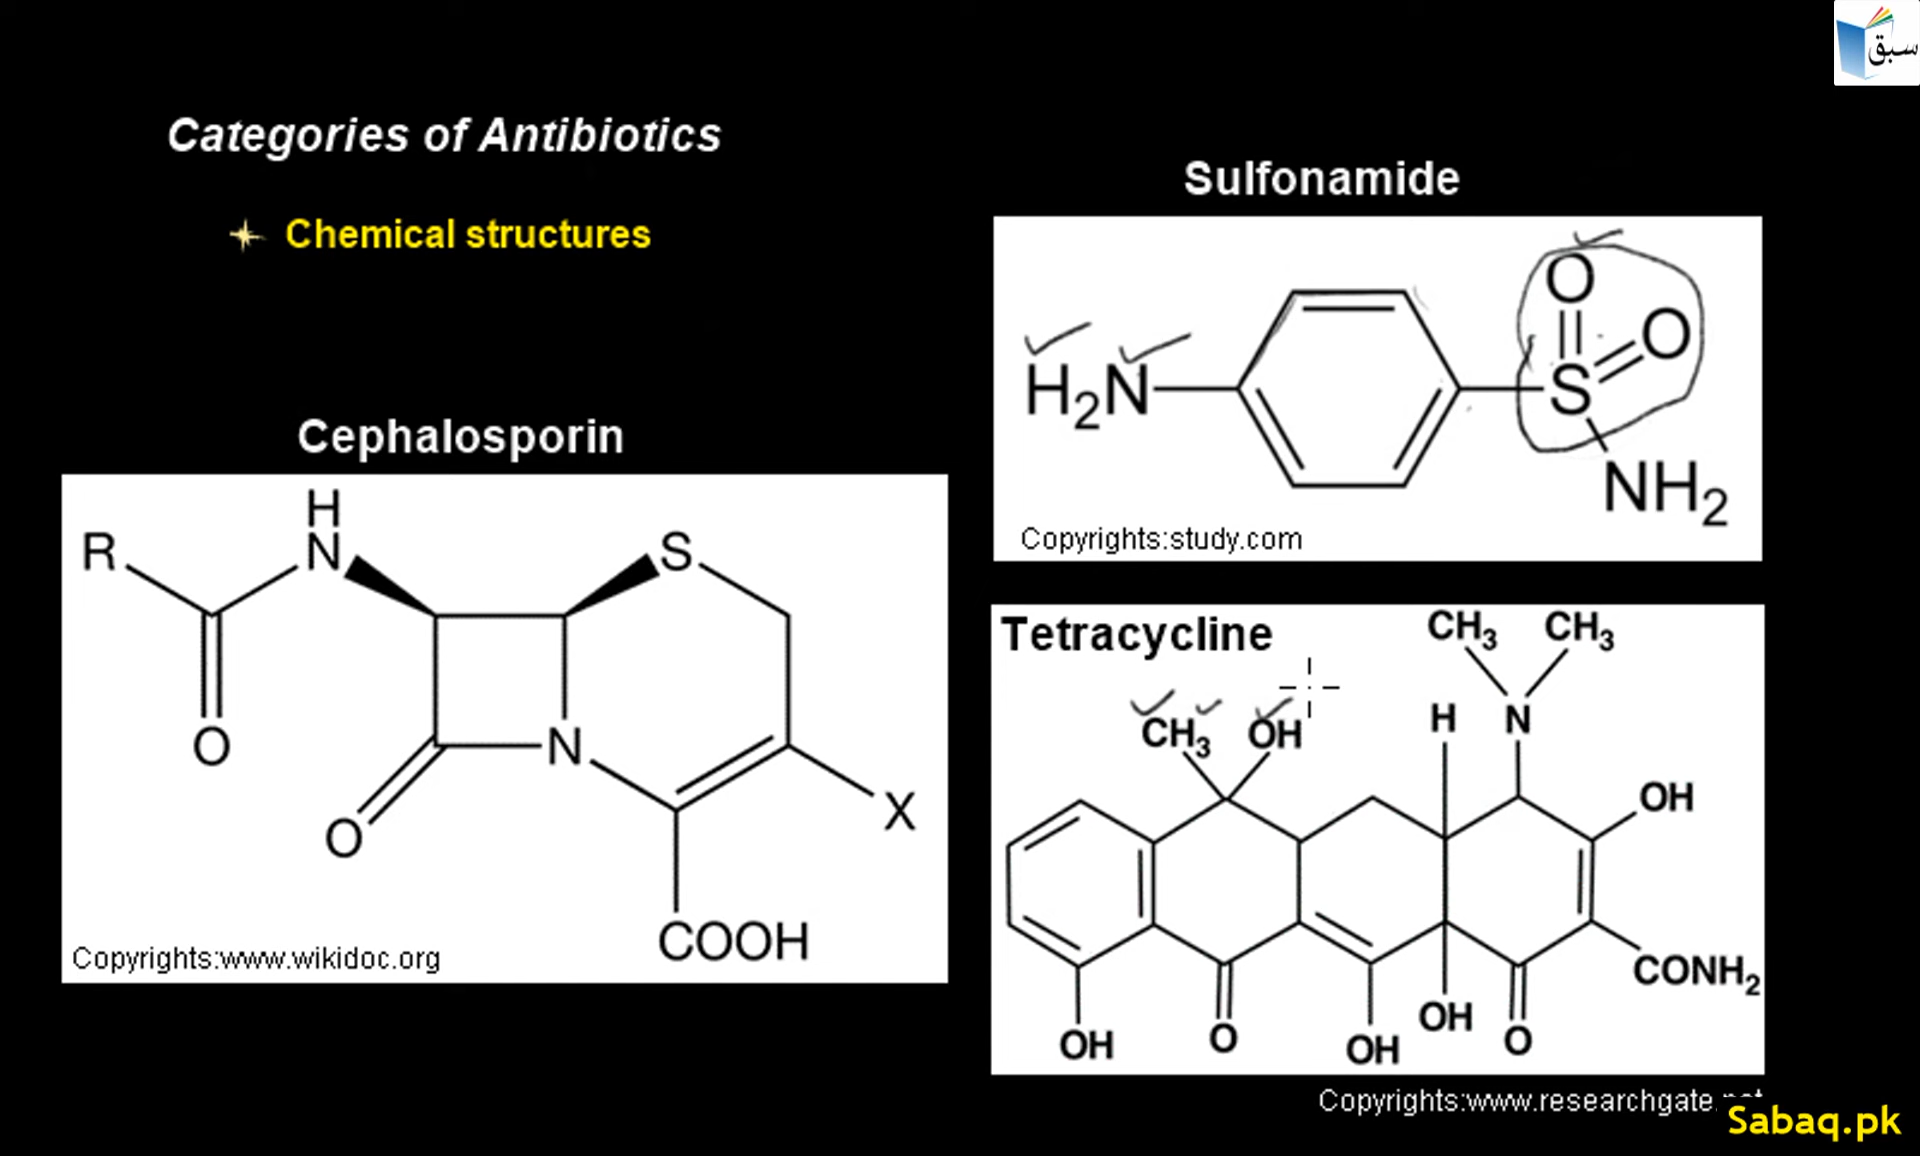 سبق
Categories of Antibiotics
Chemical structures
Sulfonamide
O
O
H₂N
S
NH₂
Copyrights:study.com
Cephalosporin
H
R
N
S
O
N
O
X
COOH
Copyrights:www.wikidoc.org
Tetracycline
CH₃ CH₃
CH₃ OH
H N
OH
CONH₂
OH O OH OH O
Copyrights:www.researchgate.net
Sabaq.pk